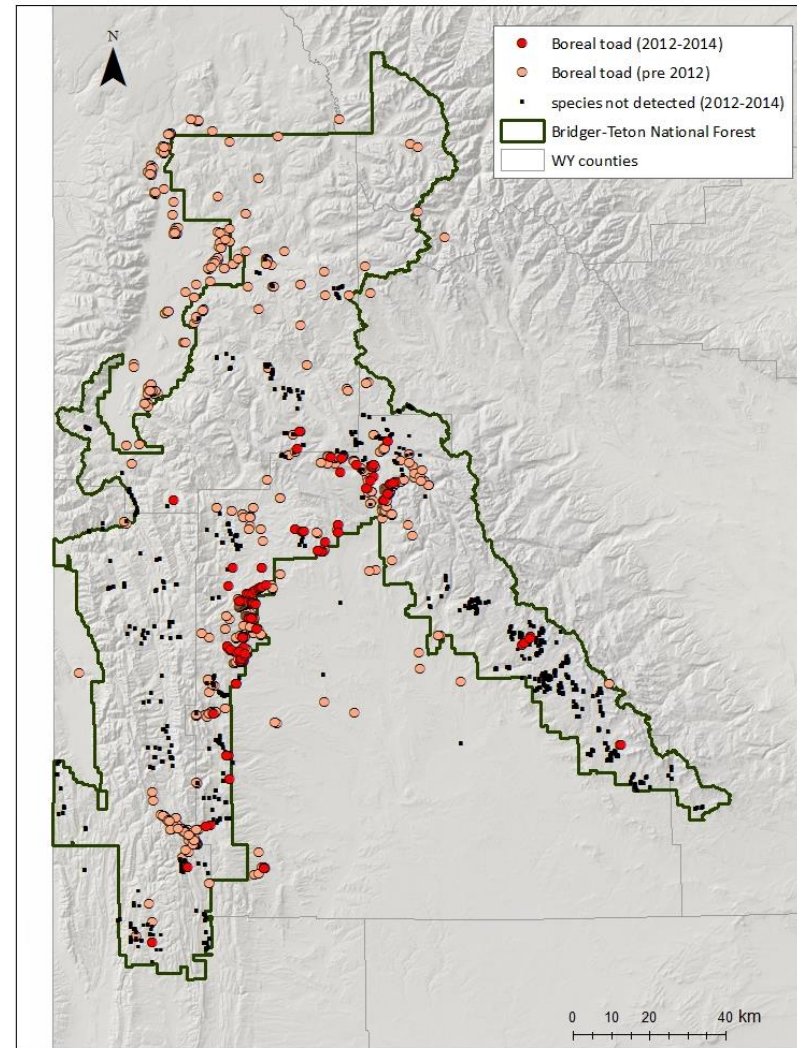 N
Boreal toad (2012-2014)
Boreal toad (pre 2012)
species not detected (2012-2014)
Bridger-Teton National Forest
WY counties
0 10 20 40 km